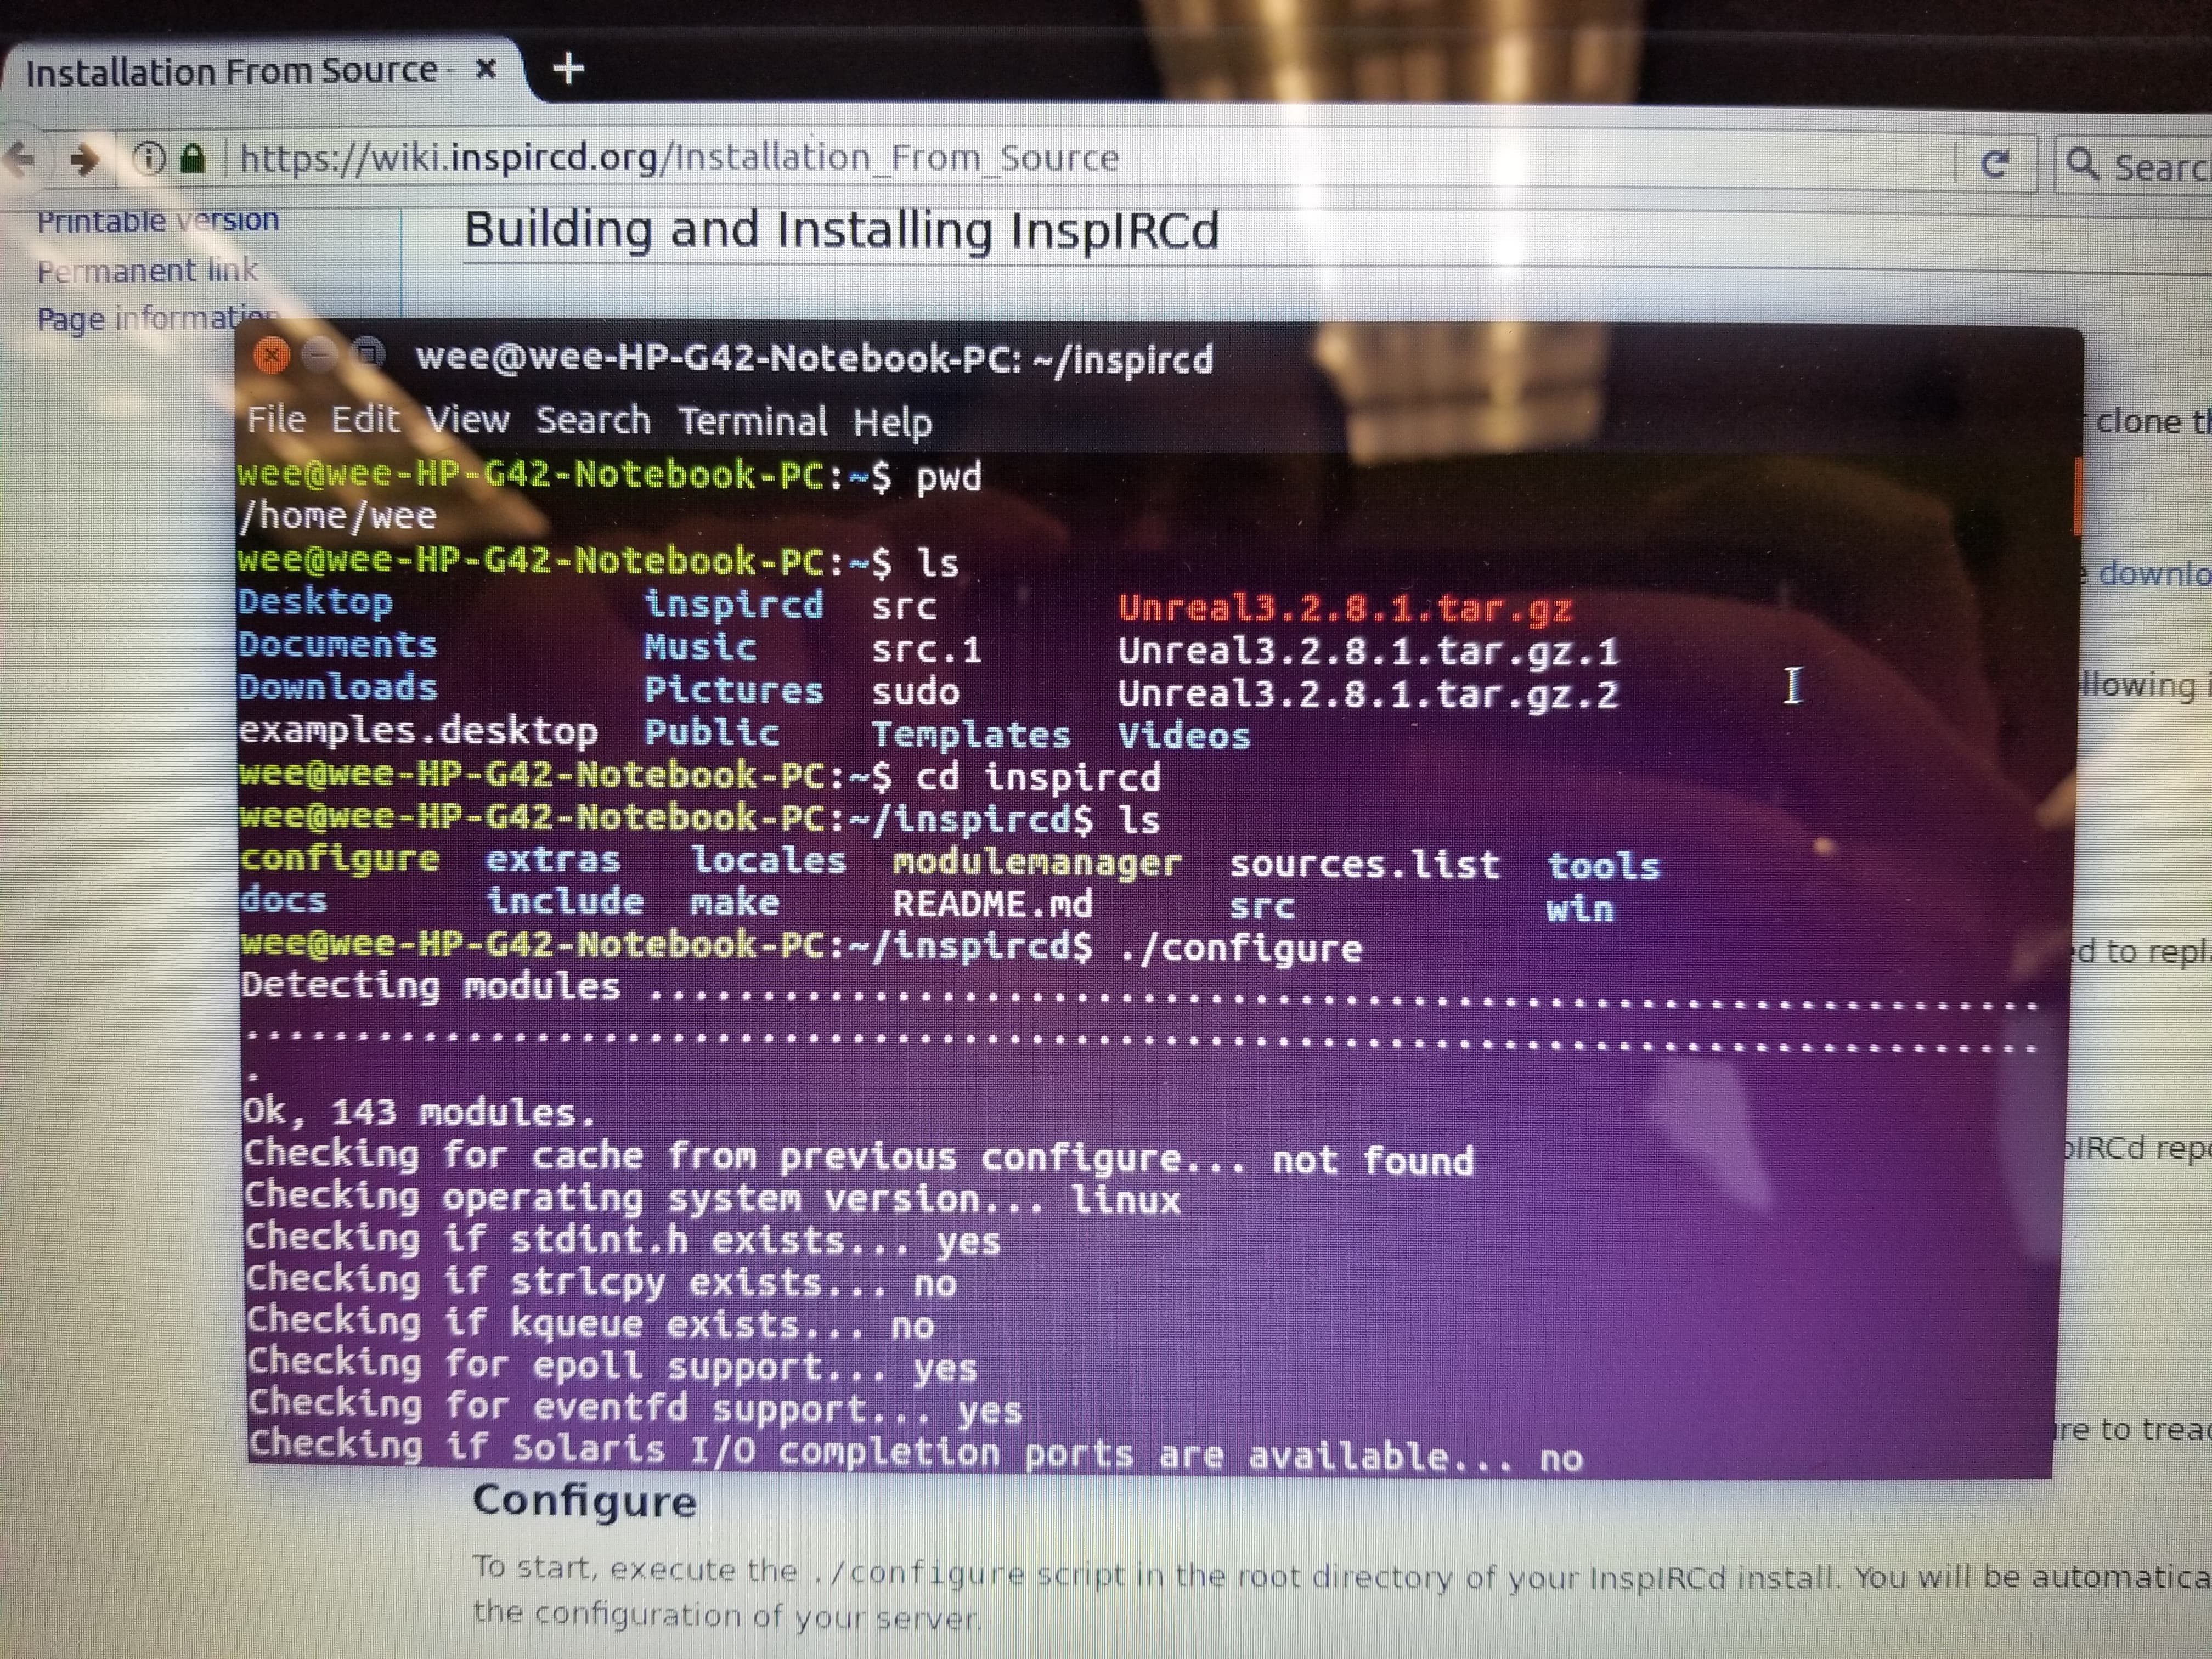 Installation From Source -
https://wiki.inspircd.org/Installation_From_Source
Searc
Printable version
Permanent link
Page information
Building and Installing InspIRCd
wee@wee-HP-G42-Notebook-PC: ~/inspircd
File Edit View Search Terminal Help
wee@wee-HP-G42-Notebook-PC:~$ pwd
/home/wee
wee@wee-HP-G42-Notebook-PC:~$ ls
Desktop inspircd src Unreal3.2.8.1.tar.gz
Documents Music src.1 Unreal3.2.8.1.tar.gz.1
Downloads Pictures sudo Unreal3.2.8.1.tar.gz.2
examples.desktop Public Templates Videos
wee@wee-HP-G42-Notebook-PC:~$ cd inspircd
wee@wee-HP-G42-Notebook-PC:~/inspircd$ ls
configure extras locales modulemanager sources.list tools
docs include make README.md src win
wee@wee-HP-G42-Notebook-PC:~/inspircd$ ./configure
Detecting modules ...............................................................
................................................................................
.
Ok, 143 modules.
Checking for cache from previous configure... not found
Checking operating system version... linux
Checking if stdint.h exists... yes
Checking if strlcpy exists... no
Checking if kqueue exists... no
Checking for epoll support... yes
Checking for eventfd support... yes
Checking if Solaris I/O completion ports are available... no
clone th
downlo
llowing
d to repl
pIRCd rep
re to trea
Configure
To start, execute the ./configure script in the root directory of your InspIRCd install. You will be automatica
the configuration of your server.